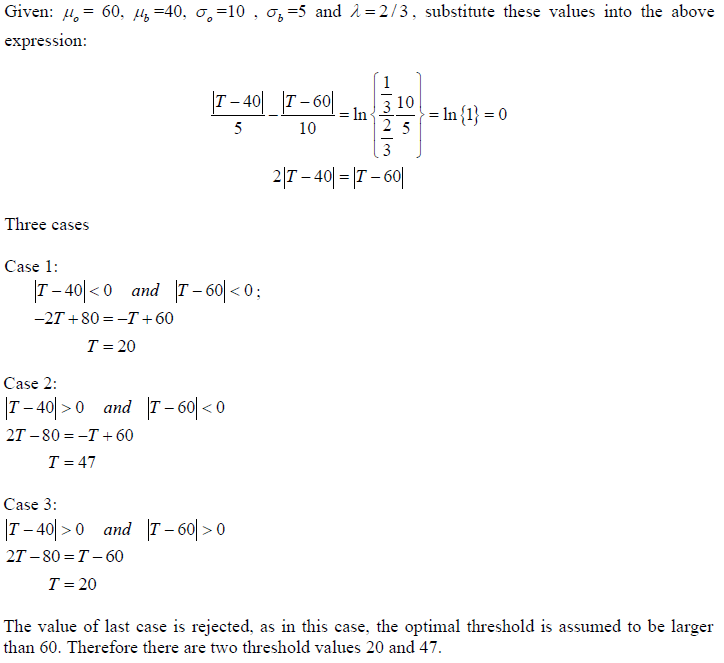 Given: μₒ = 60, μ_b =40, σₒ =10 , σ_b =5 and λ = 2/3, substitute these values into the above
expression:
|T − 40|/5 − |T − 60|/10 = ln{((1/3)/(2/3)) (10/5)} = ln{1} = 0
2|T − 40| = |T − 60|
Three cases
Case 1:
|T − 40| < 0 and |T − 60| < 0;
−2T + 80 = −T + 60
T = 20
Case 2:
|T − 40| > 0 and |T − 60| < 0
2T − 80 = −T + 60
T = 47
Case 3:
|T − 40| > 0 and |T − 60| > 0
2T − 80 = T − 60
T = 20
The value of last case is rejected, as in this case, the optimal threshold is assumed to be larger
than 60. Therefore there are two threshold values 20 and 47.